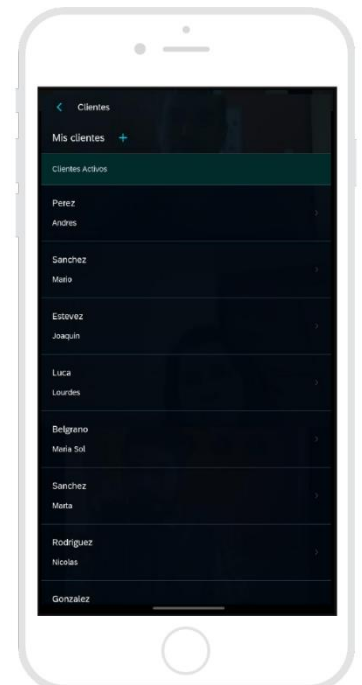 Clientes
Mis clientes +
Clientes Activos
Perez
Andres
Sanchez
Mario
Estevez
Joaquin
Luca
Lourdes
Belgrano
Maria Sol
Sanchez
Marta
Rodriguez
Nicolas
Gonzalez